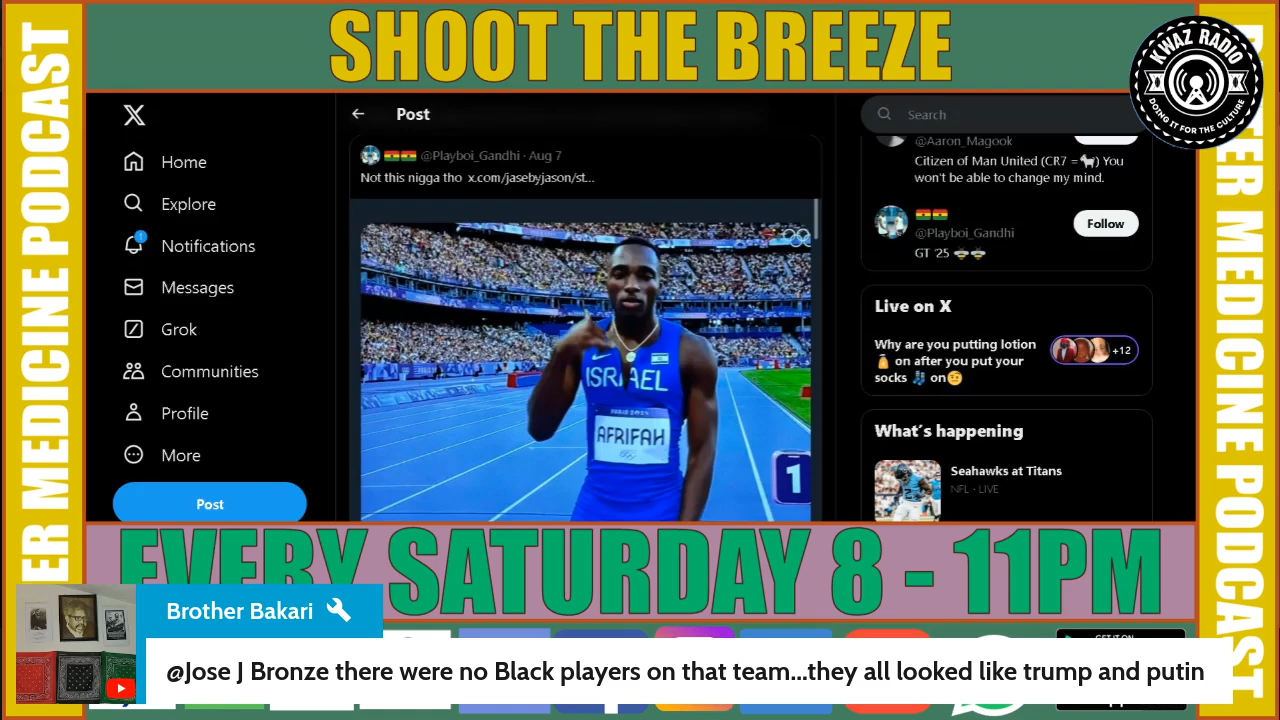 SHOOT THE BREEZE
KWAZ RADIO
DOING IT FOR THE CULTURE
ER MEDICINE PODCAST
Home
Explore
Notifications
Messages
Grok
Communities
Profile
More
Post
Post
@Playboi_Gandhi · Aug 7
Not this nigga tho x.com/jasebyjason/st...
ISRAEL
PARIS 2024
AFRIFAH
1
Search
@Aaron_Magook
Citizen of Man United (CR7 =🐐) You
won't be able to change my mind.
@Playboi_Gandhi
Follow
GT '25
Live on X
Why are you putting lotion
🧴 on after you put your
socks 🧦 on🤨
+12
What's happening
Seahawks at Titans
NFL · LIVE
ER MEDICINE PODCAST
EVERY SATURDAY 8 - 11PM
Brother Bakari
@Jose J Bronze there were no Black players on that team...they all looked like trump and putin
GET IT ON